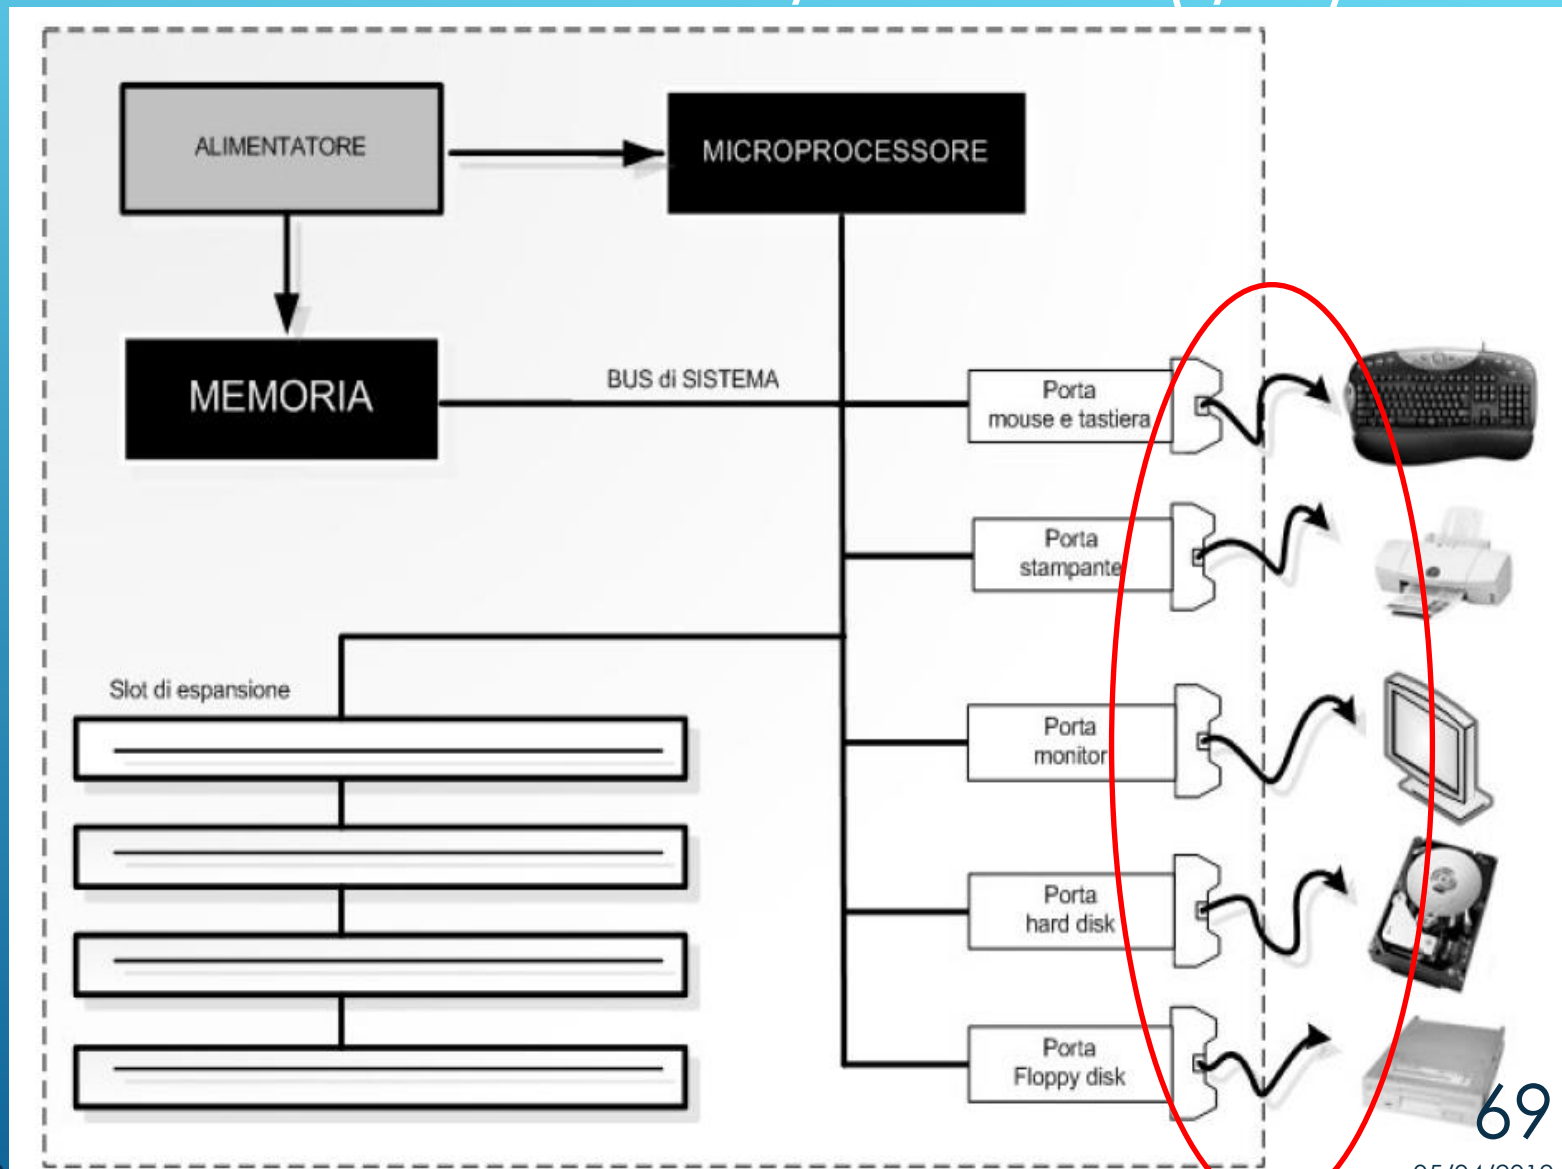 ALIMENTATORE
MICROPROCESSORE
MEMORIA
BUS di SISTEMA
Porta
mouse e tastiera
Porta
stampante
Slot di espansione
Porta
monitor
Porta
hard disk
Porta
Floppy disk
69